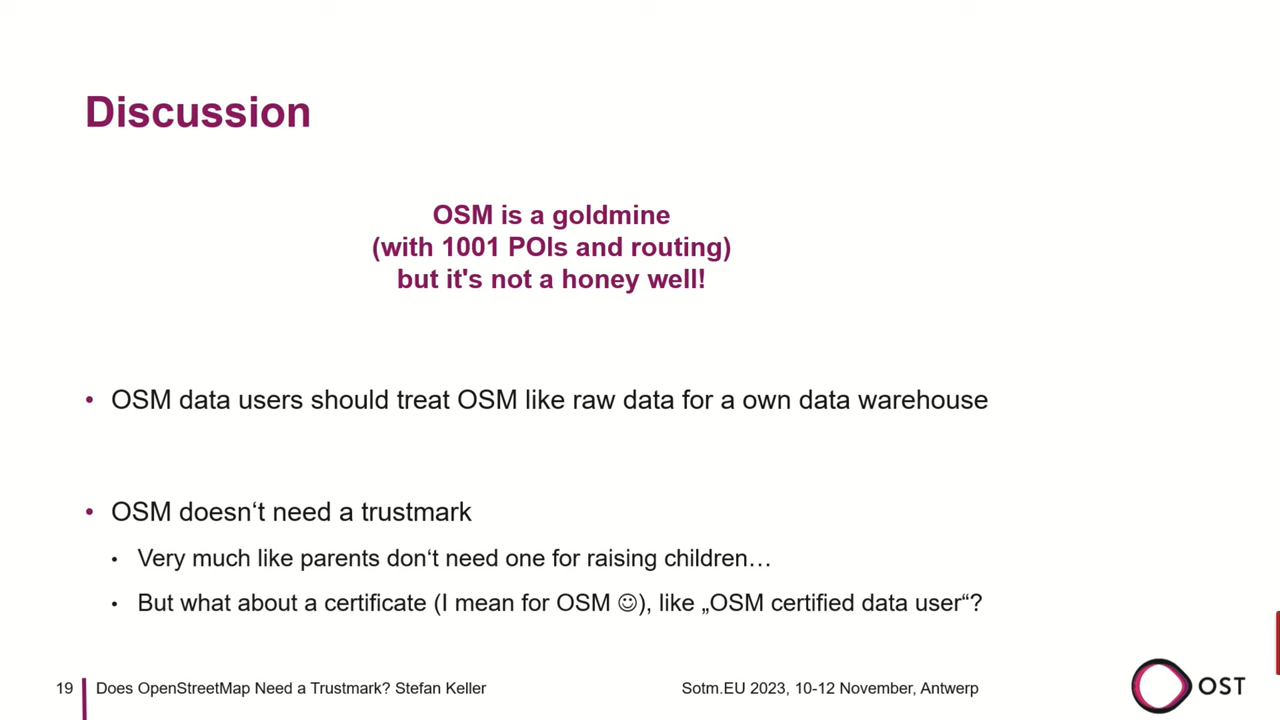 Discussion
OSM is a goldmine
(with 1001 POIs and routing)
but it's not a honey well!
• OSM data users should treat OSM like raw data for a own data warehouse
• OSM doesn‘t need a trustmark
• Very much like parents don‘t need one for raising children…
• But what about a certificate (I mean for OSM ☺), like „OSM certified data user“?
19 Does OpenStreetMap Need a Trustmark? Stefan Keller
Sotm.EU 2023, 10-12 November, Antwerp
OST